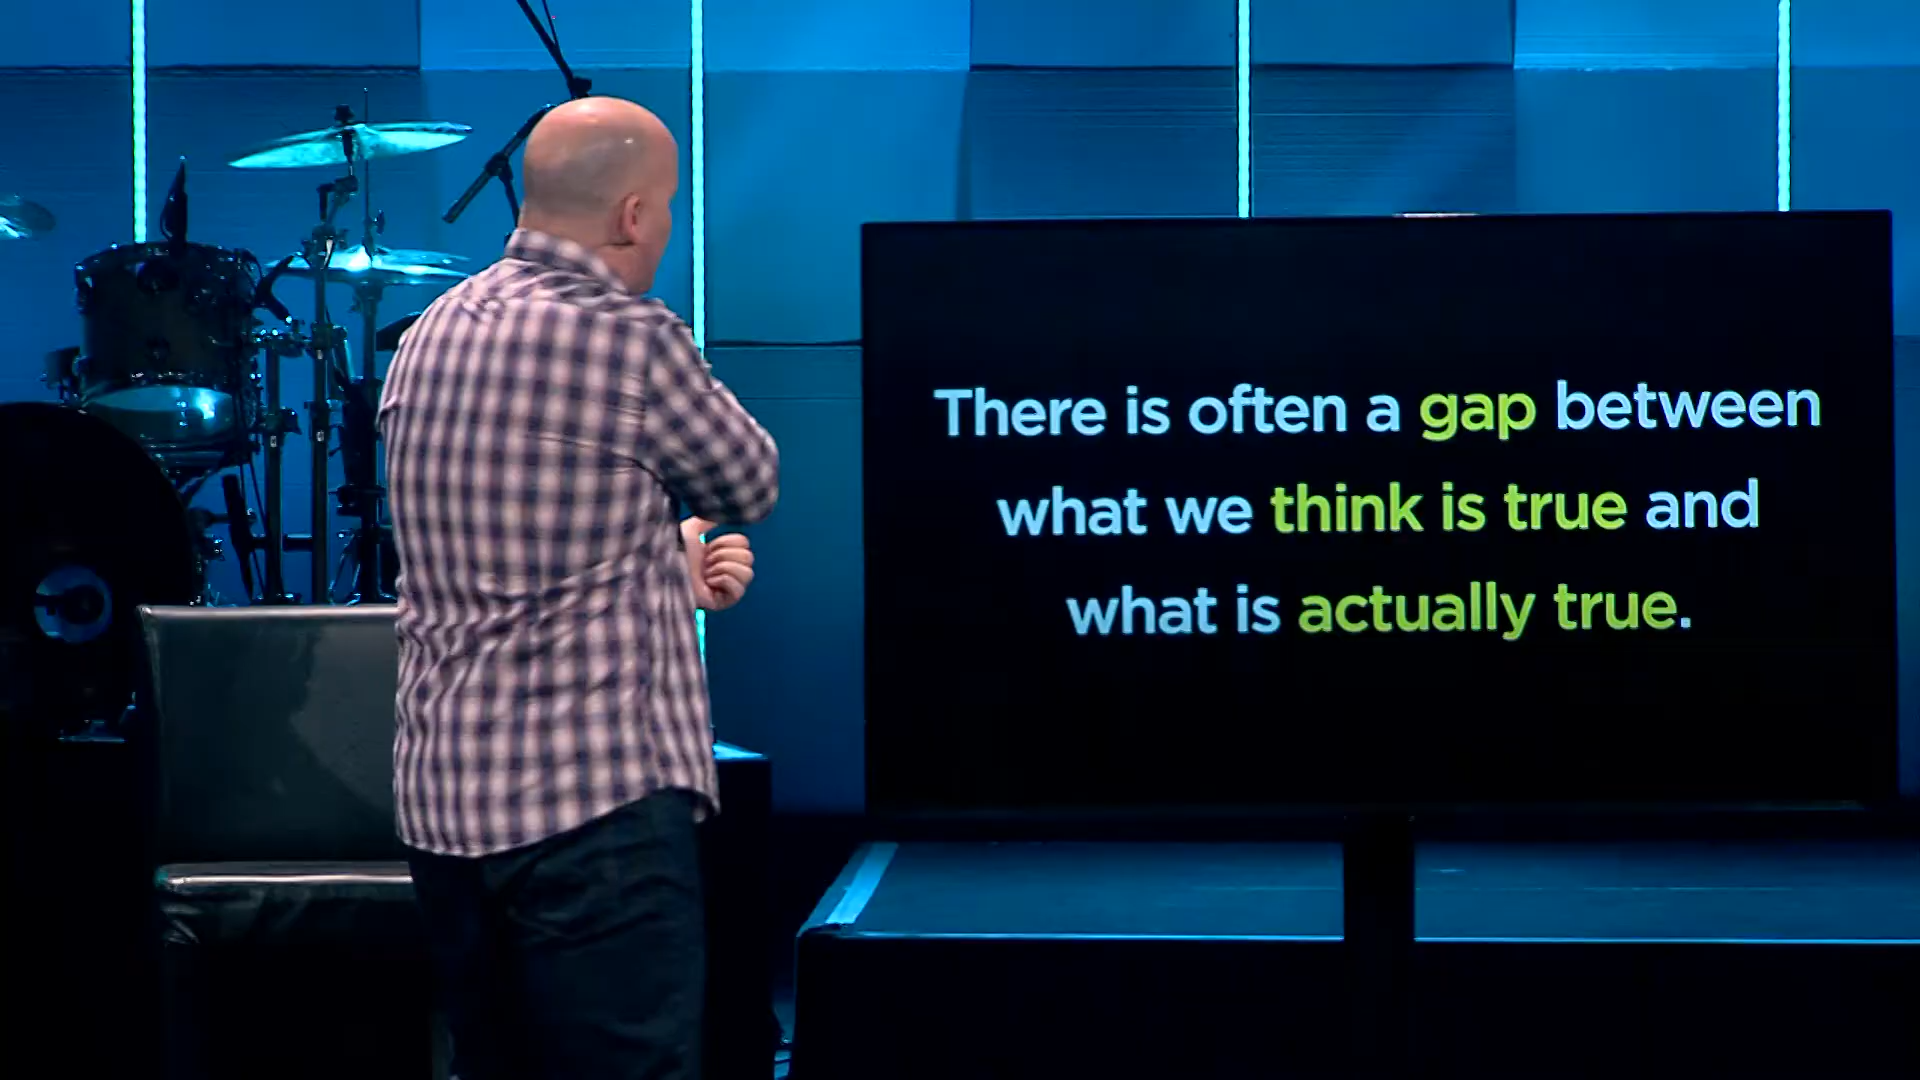 There is often a gap between
what we think is true and
what is actually true.